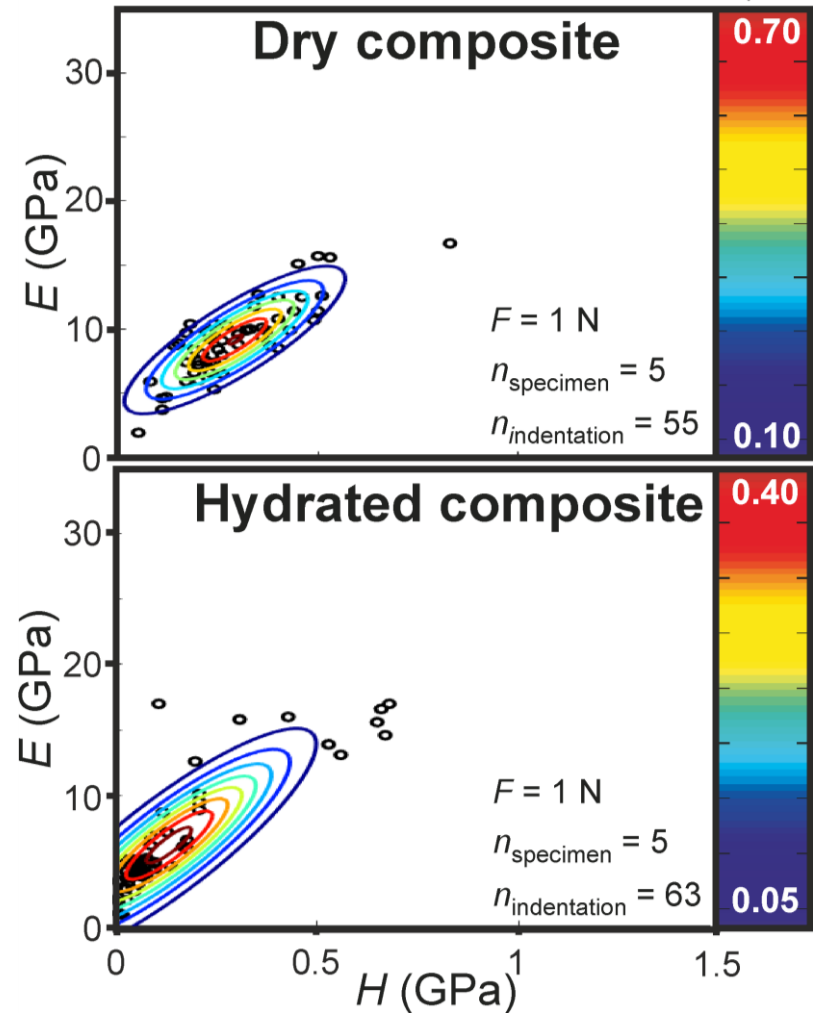 Dry composite
0.70
30
20
10
0
E (GPa)
F = 1 N
nspecimen = 5
nindentation = 55
0.10
Hydrated composite
0.40
30
20
10
0
E (GPa)
F = 1 N
nspecimen = 5
nindentation = 63
0.05
0 0.5 1 1.5
H (GPa)